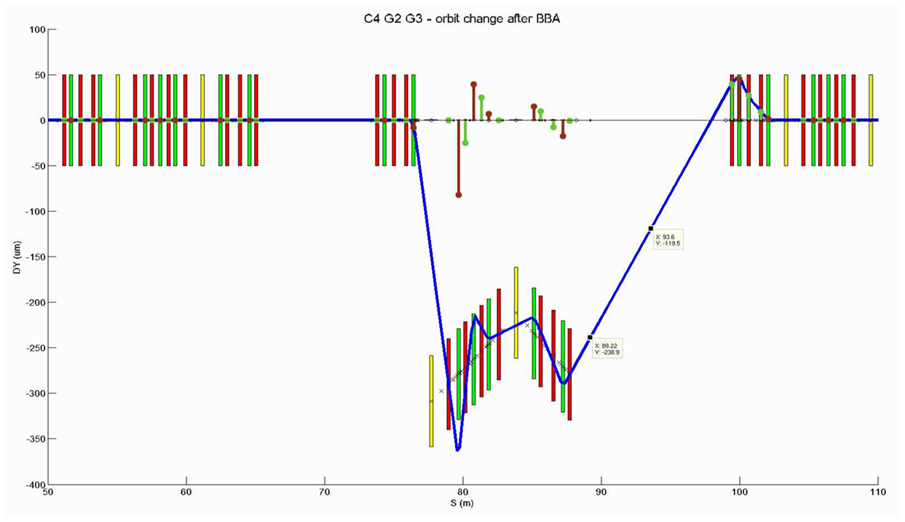 C4 G2 G3 - orbit change after BBA
100
50
0
-50
-100
-150
-200
-250
-300
-350
-400
DY (um)
X: 93.6
Y: -119.5
X: 89.22
Y: -238.9
50
60
70
80
90
100
110
S (m)